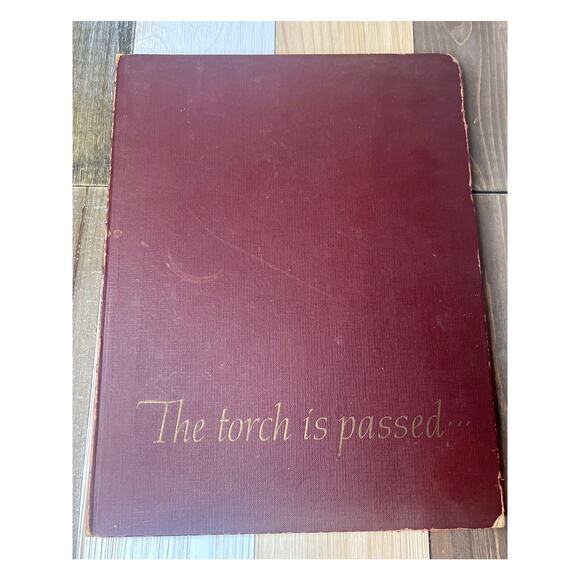 The torch is passed...